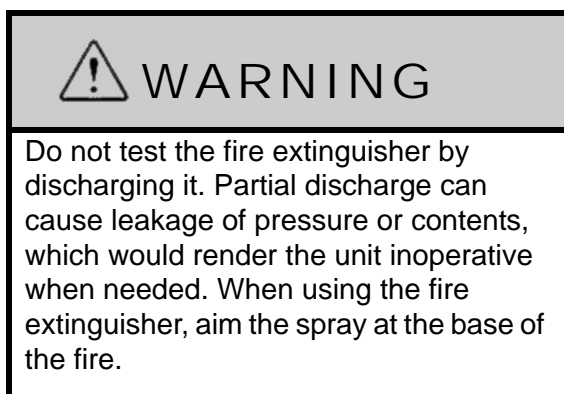 WARNING
Do not test the fire extinguisher by
discharging it. Partial discharge can
cause leakage of pressure or contents,
which would render the unit inoperative
when needed. When using the fire
extinguisher, aim the spray at the base of
the fire.